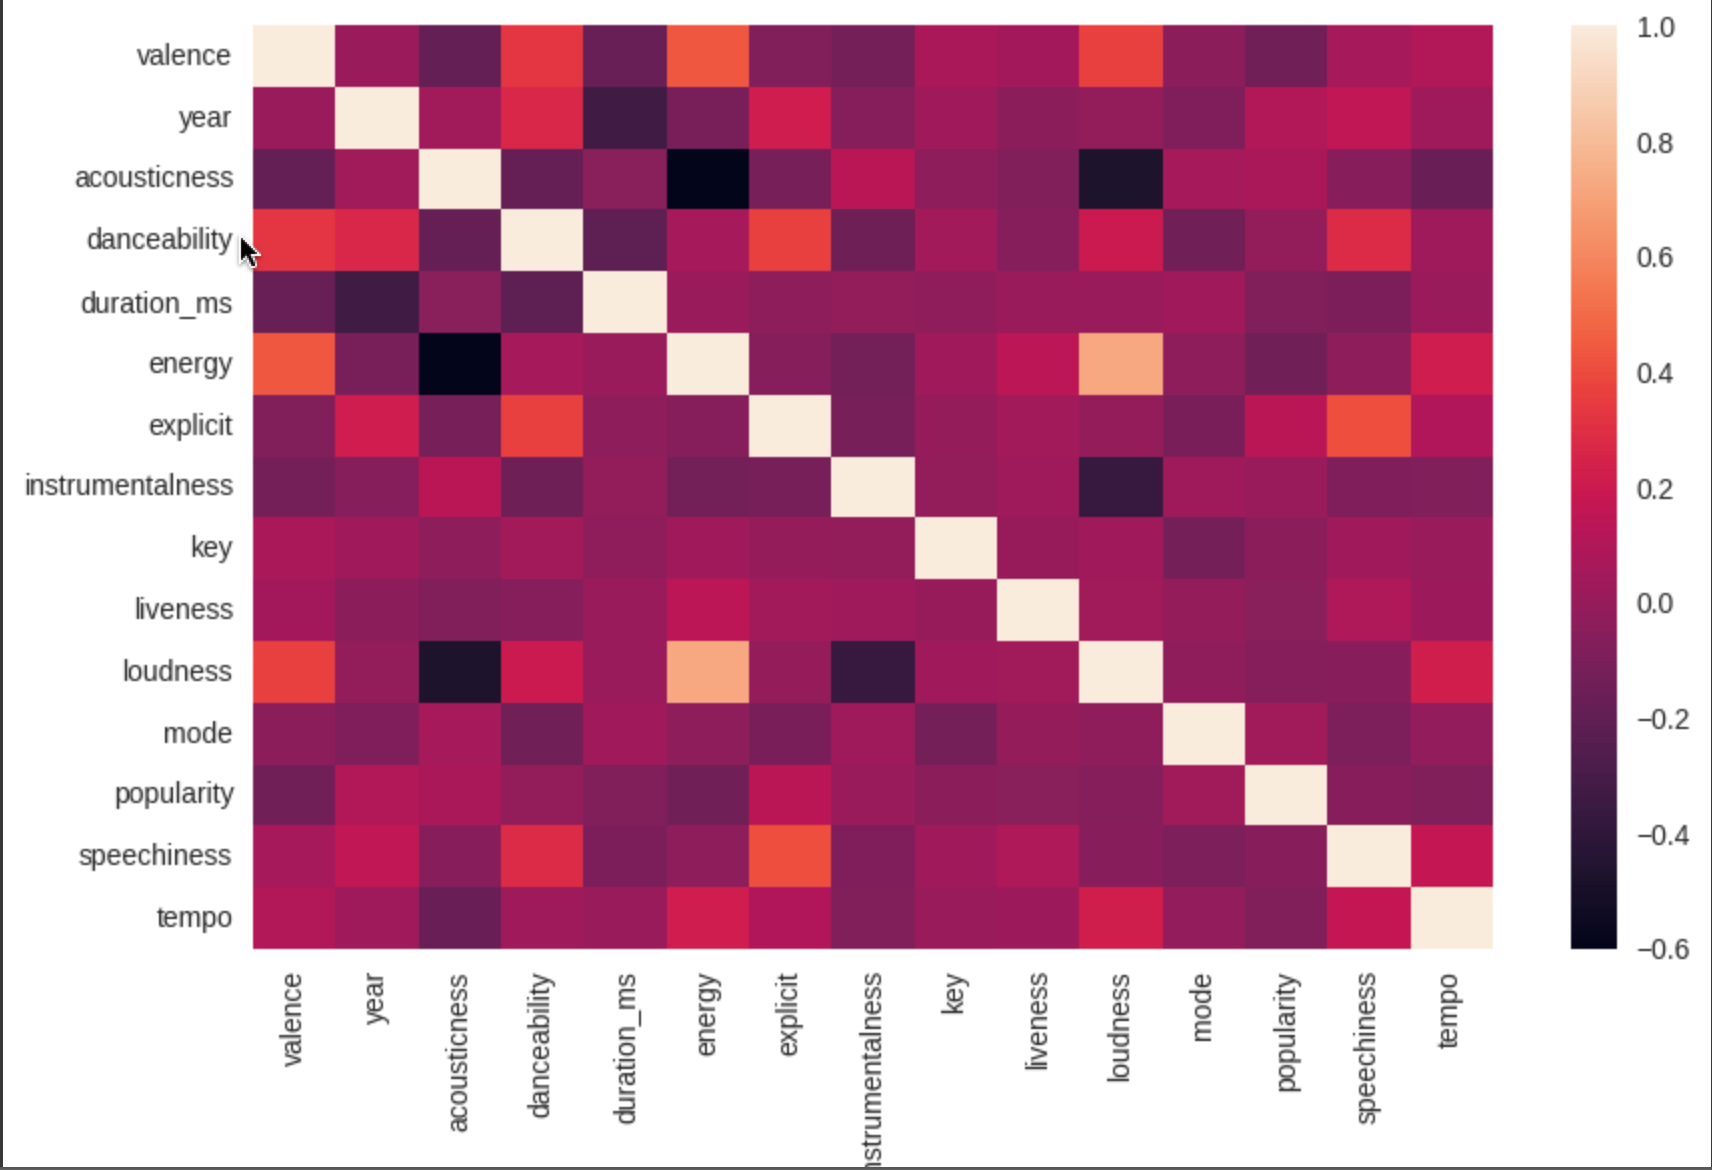 valence
year
acousticness
danceability
duration_ms
energy
explicit
instrumentalness
key
liveness
loudness
mode
popularity
speechiness
tempo
1.0
0.8
0.6
0.4
0.2
0.0
−0.2
−0.4
−0.6
valence
year
acousticness
danceability
duration_ms
energy
explicit
nstrumentalness
key
liveness
loudness
mode
popularity
speechiness
tempo